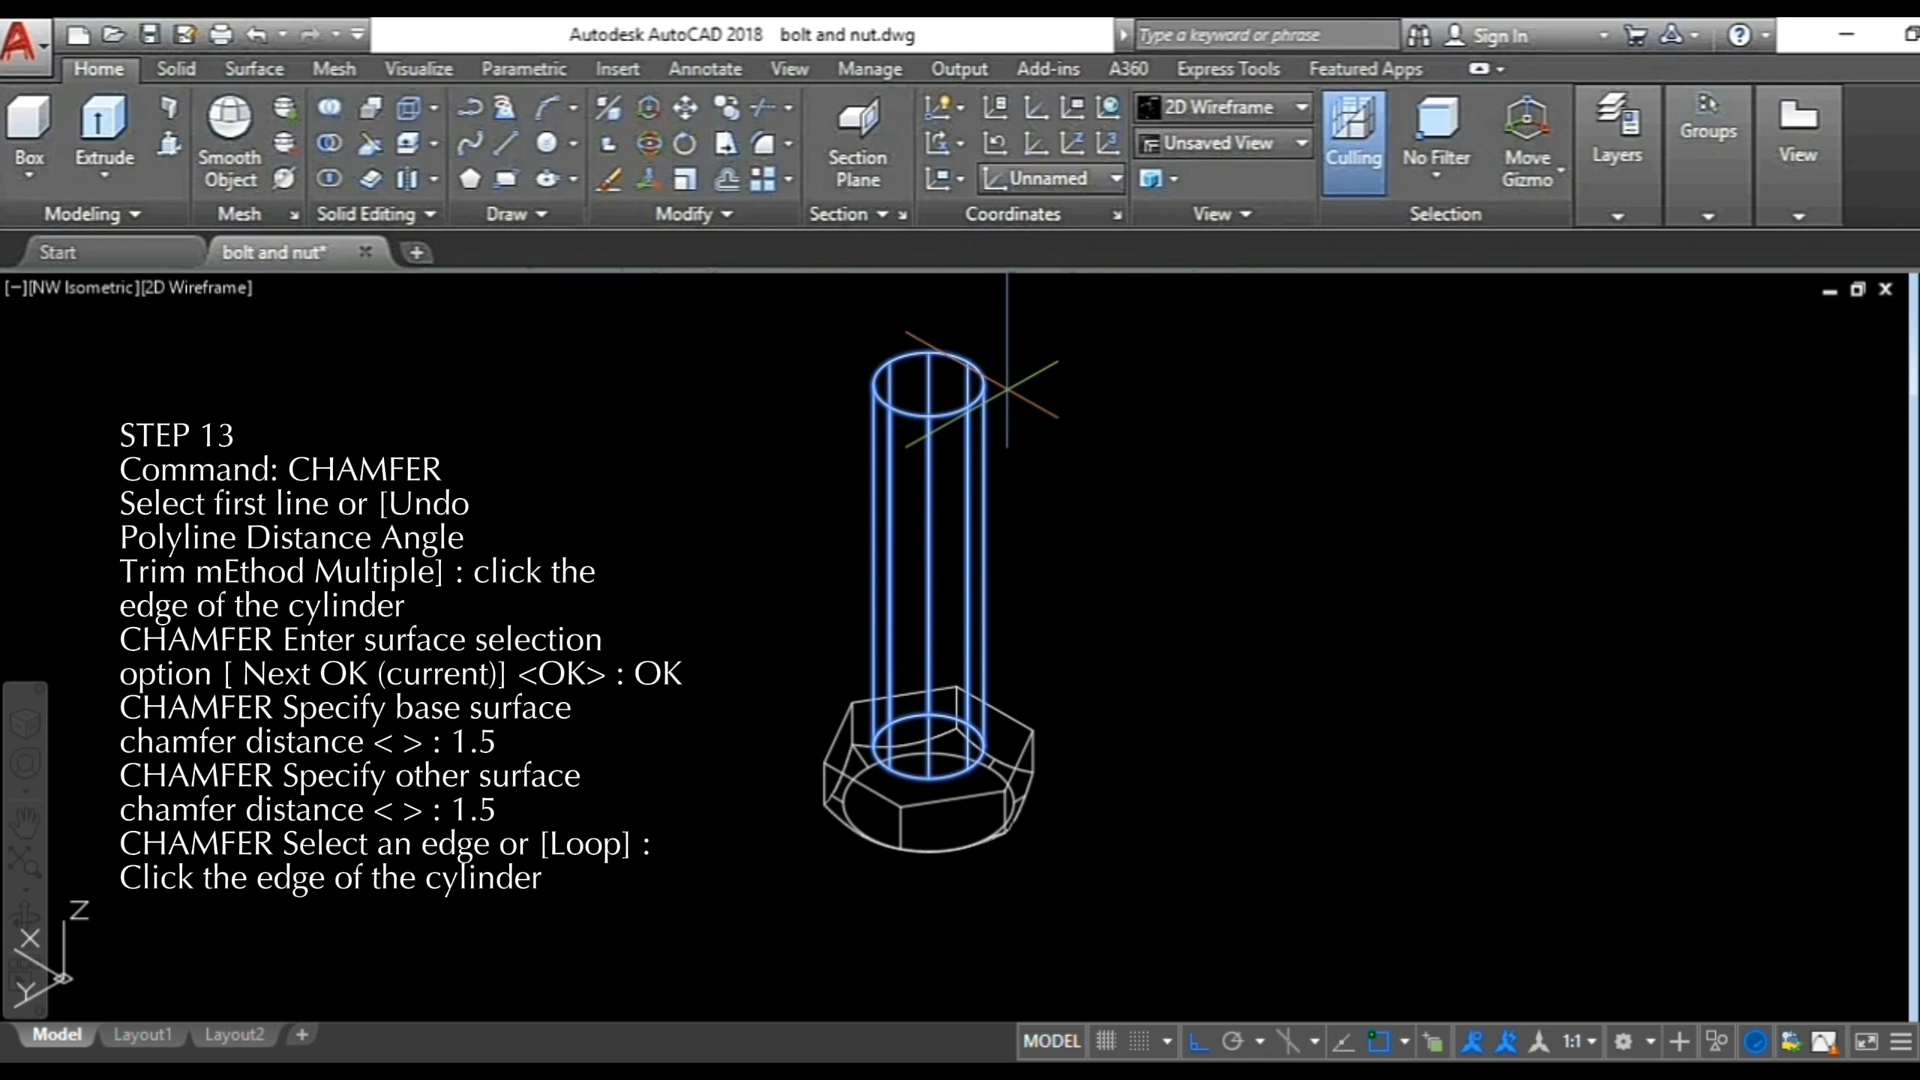 Autodesk AutoCAD 2018 bolt and nut.dwg
Type a keyword or phrase
Sign In
Home Solid Surface Mesh Visualize Parametric Insert Annotate View Manage Output Add-ins A360 Express Tools Featured Apps
2D Wireframe
Unsaved View
Box
Extrude
Smooth Object
Section Plane
Unnamed
Culling
No Filter
Move Gizmo
Layers
Groups
View
Modeling Mesh Solid Editing Draw Modify Section Coordinates View Selection
Start
bolt and nut*
[−][NW Isometric][2D Wireframe]
STEP 13
Command: CHAMFER
Select first line or [Undo
Polyline Distance Angle
Trim mEthod Multiple] : click the
edge of the cylinder
CHAMFER Enter surface selection
option [ Next OK (current)] <OK> : OK
CHAMFER Specify base surface
chamfer distance < > : 1.5
CHAMFER Specify other surface
chamfer distance < > : 1.5
CHAMFER Select an edge or [Loop] :
Click the edge of the cylinder
Z
X
Y
Model Layout1 Layout2
MODEL
1:1